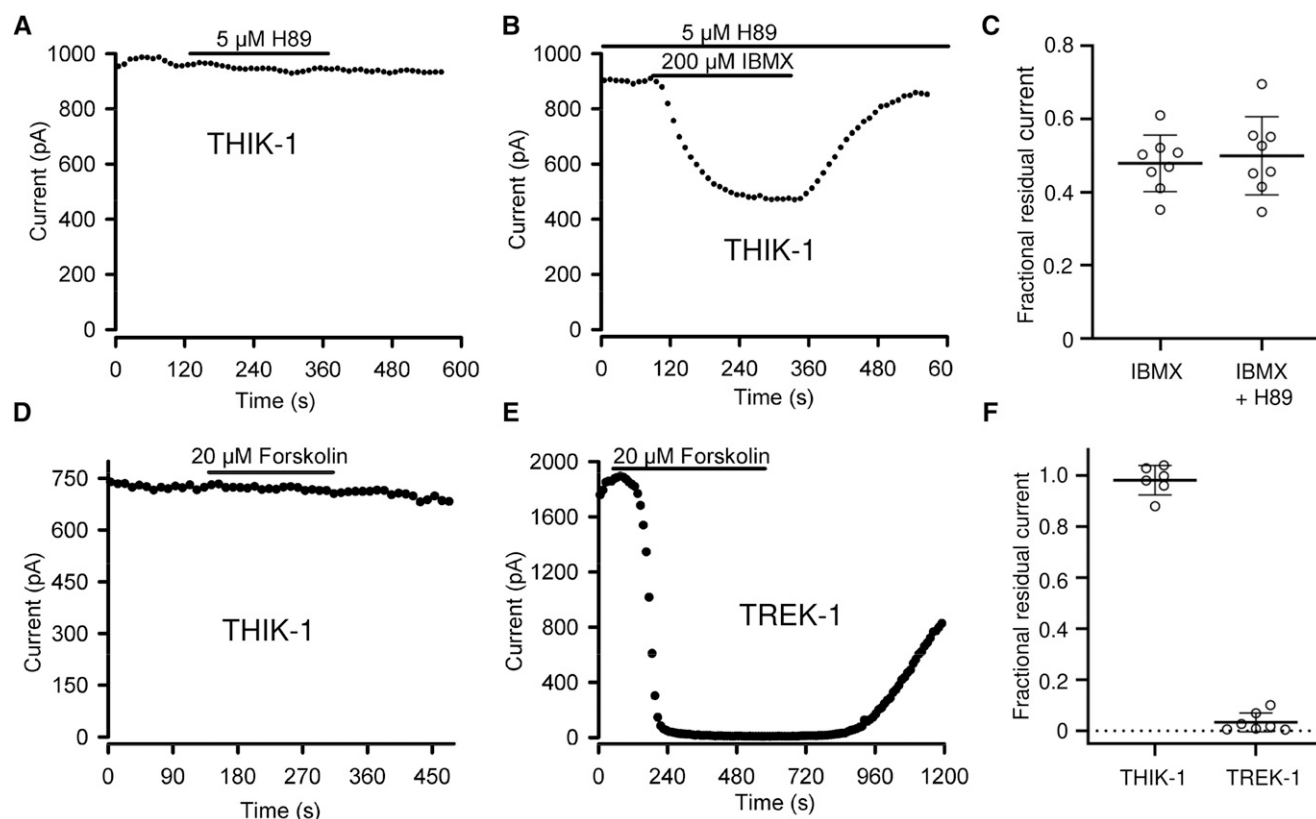 A
5 µM H89
1000
800
600
400
200
0
Current (pA)
THIK-1
0 120 240 360 480 600
Time (s)
B
5 µM H89
200 µM IBMX
1000
800
600
400
200
0
Current (pA)
THIK-1
0 120 240 360 480 60
Time (s)
C
0.8
0.6
0.4
0.2
0
Fractional residual current
IBMX IBMX
+ H89
D
20 µM Forskolin
750
600
450
300
150
0
Current (pA)
THIK-1
0 90 180 270 360 450
Time (s)
E
20 µM Forskolin
2000
1600
1200
800
400
0
Current (pA)
TREK-1
0 240 480 720 960 1200
Time (s)
F
1.0
0.8
0.6
0.4
0.2
0
Fractional residual current
THIK-1 TREK-1